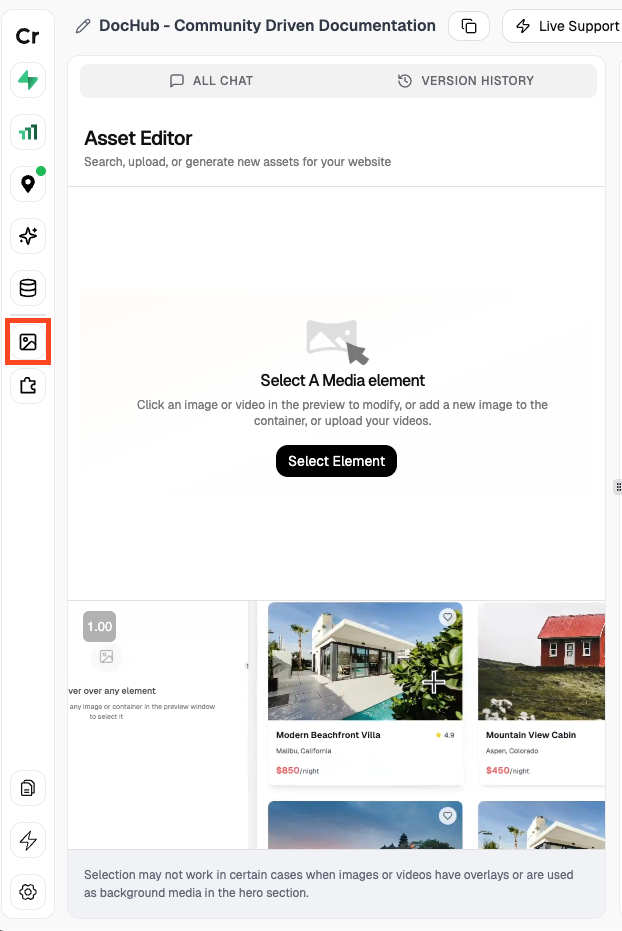 Cr
DocHub - Community Driven Documentation
Live Support
ALL CHAT
VERSION HISTORY
Asset Editor
Search, upload, or generate new assets for your website
Select A Media element
Click an image or video in the preview to modify, or add a new image to the
container, or upload your videos.
Select Element
1.00
ver over any element
any image or container in the preview window
to select it
Modern Beachfront Villa
4.9
Malibu, California
$850/night
Mountain View Cabin
Aspen, Colorado
$450/night
Selection may not work in certain cases when images or videos have overlays or are used
as background media in the hero section.